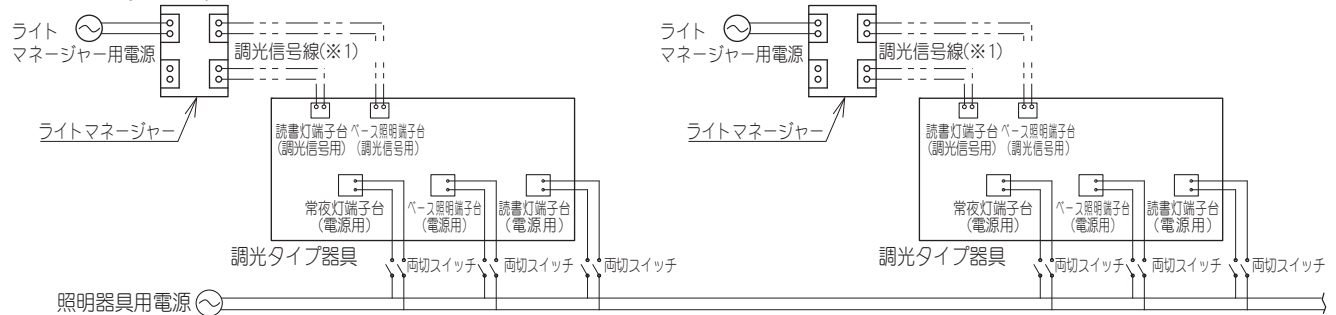 ライト
マネージャー用電源
調光信号線(※1)
ライトマネージャー
読書灯端子台
(調光信号用)
ベース照明端子台
(調光信号用)
常夜灯端子台
(電源用)
ベース照明端子台
(電源用)
読書灯端子台
(電源用)
調光タイプ器具
両切スイッチ
両切スイッチ
両切スイッチ
ライト
マネージャー用電源
調光信号線(※1)
ライトマネージャー
読書灯端子台
(調光信号用)
ベース照明端子台
(調光信号用)
常夜灯端子台
(電源用)
ベース照明端子台
(電源用)
読書灯端子台
(電源用)
調光タイプ器具
両切スイッチ
両切スイッチ
両切スイッチ
照明器具用電源